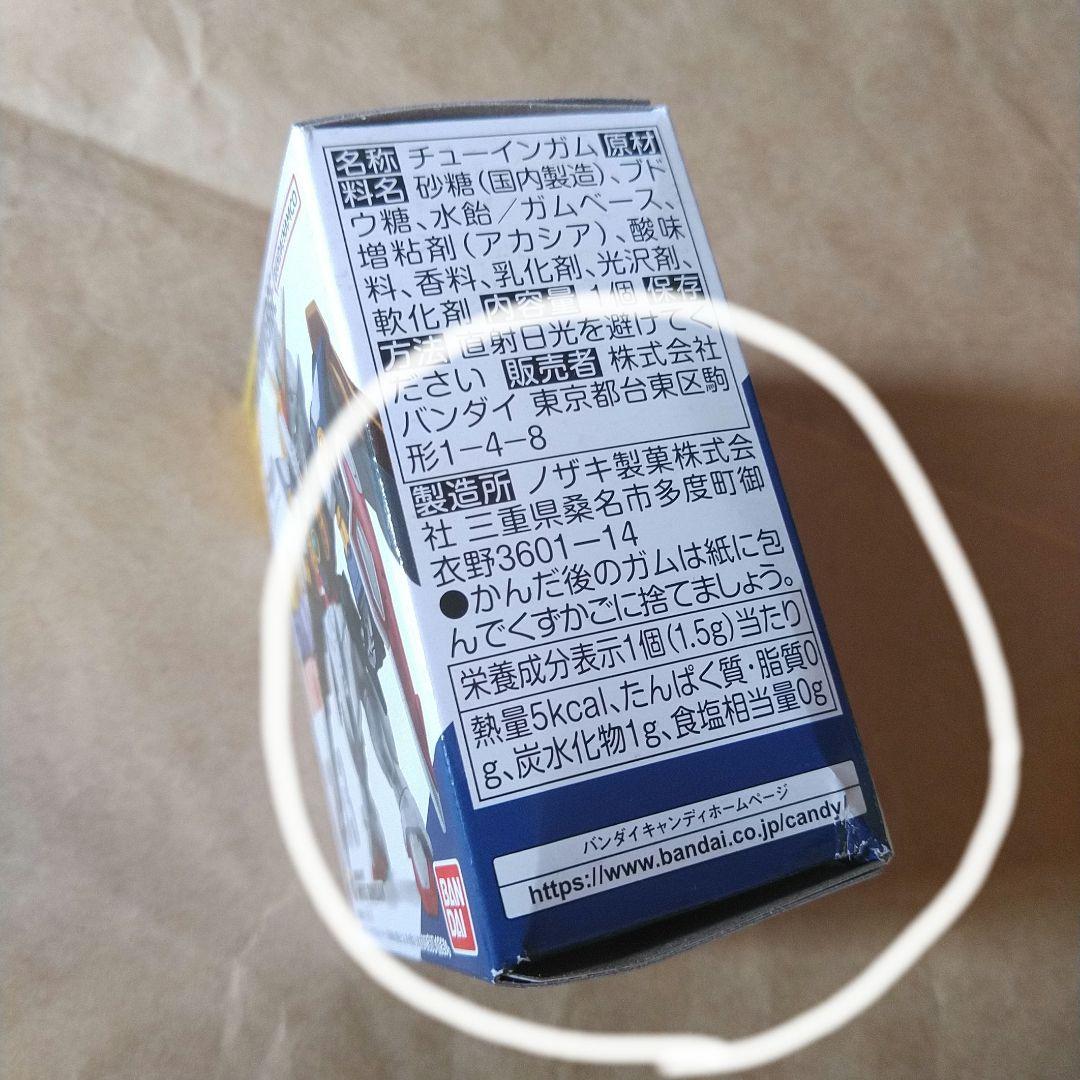 名称 チューインガム 原材
料名 砂糖(国内製造)、ブド
ウ糖、水飴/ガムベース、
増粘剤(アカシア)、酸味
料、香料、乳化剤、光沢剤、
軟化剤 内容量 1個 保存
方法 直射日光を避けてく
ださい 販売者 株式会社
バンダイ 東京都台東区駒
形1-4-8
製造所 ノザキ製菓株式会
社 三重県桑名市多度町御
衣野3601-14
●かんだ後のガムは紙に包
んでくずかごに捨てましょう。
栄養成分表示1個(1.5g)当たり
熱量5kcal、たんぱく質・脂質0
g、炭水化物1g、食塩相当量0g
バンダイキャンディホームページ
https://www.bandai.co.jp/candy/
BAN
DAI